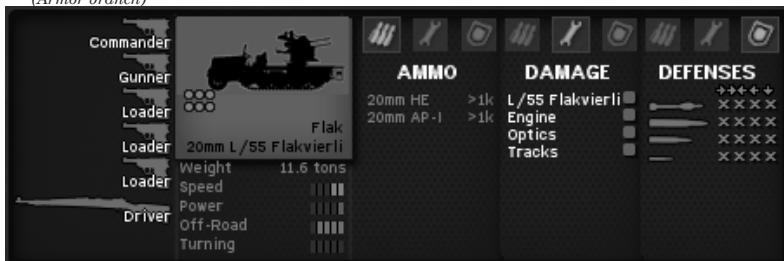 (Armor branch)
Commander
Gunner
Loader
Loader
Loader
Driver
Flak
20mm L/55 Flakvierli
Weight 11.6 tons
Speed
Power
Off-Road
Turning
AMMO
20mm HE >1k
20mm AP-I >1k
DAMAGE
L/55 Flakvierli
Engine
Optics
Tracks
DEFENSES
X X X X
X X X X
X X X X
X X X X